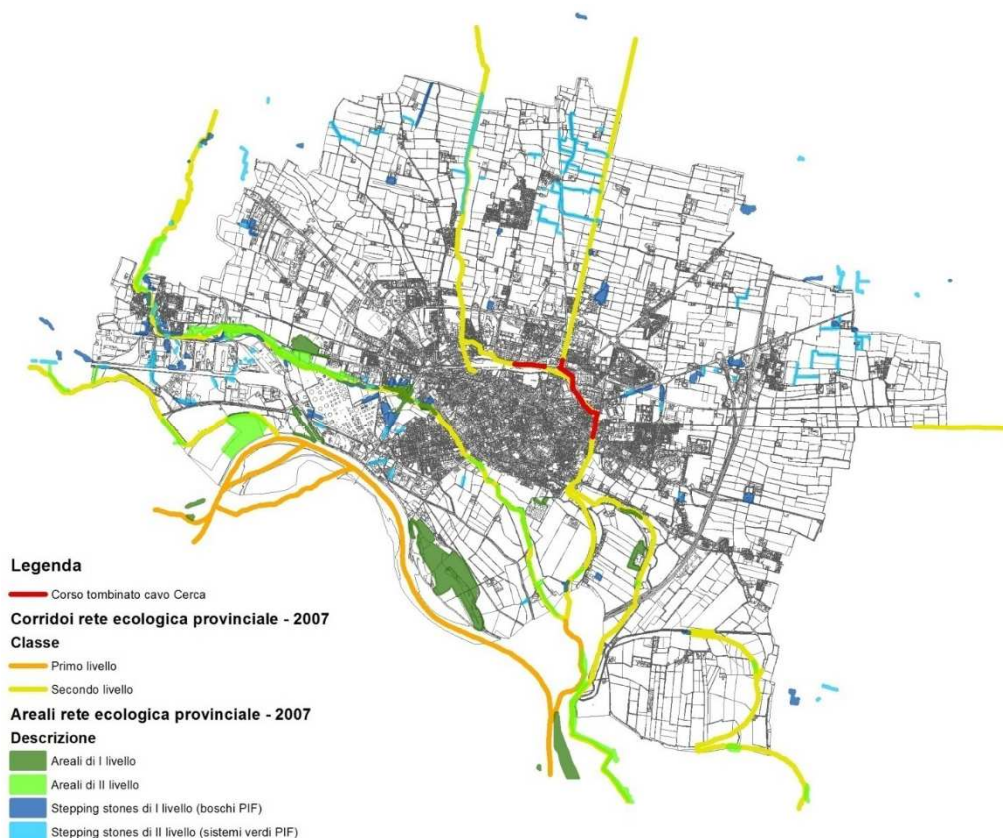 Legenda
Corso tombinato cavo Cerca
Corridoi rete ecologica provinciale - 2007
Classe
Primo livello
Secondo livello
Areali rete ecologica provinciale - 2007
Descrizione
Areali di I livello
Areali di II livello
Stepping stones di I livello (boschi PIF)
Stepping stones di II livello (sistemi verdi PIF)